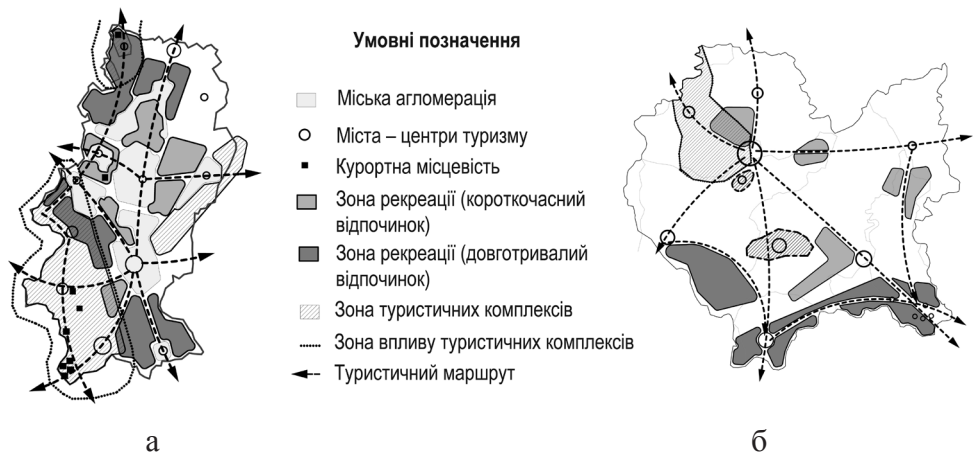 Умовні позначення
Міська агломерація
Міста – центри туризму
Курортна місцевість
Зона рекреації (короткочасний
відпочинок)
Зона рекреації (довготривалий
відпочинок)
Зона туристичних комплексів
Зона впливу туристичних комплексів
Туристичний маршрут
а
б